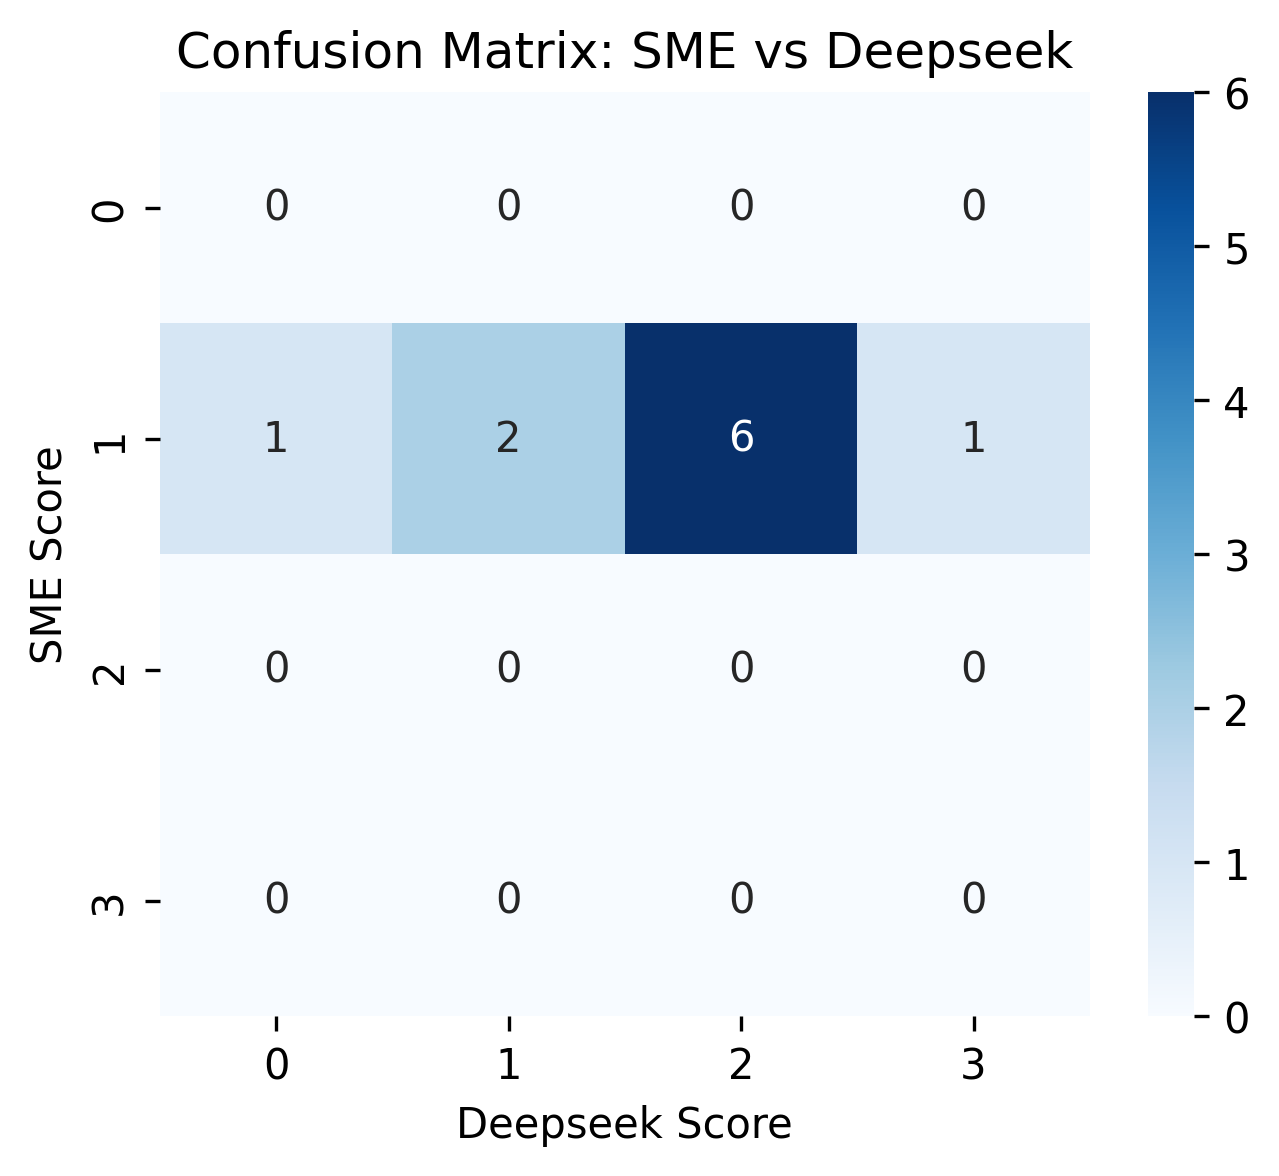 Confusion Matrix: SME vs Deepseek
6
0 0 0 0 0
5
4
1 1 2 6 1
SME Score
3
2 0 0 0 0
2
1
3 0 0 0 0
0
0 1 2 3
Deepseek Score